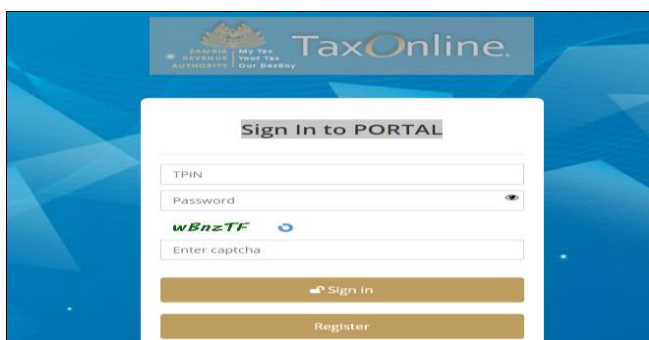 ZAMBIA
REVENUE
AUTHORITY
My Tax
Your Tax
Our Destiny
TaxOnline.
Sign In to PORTAL
TPIN
Password
wBnzTF
Enter captcha
Sign In
Register